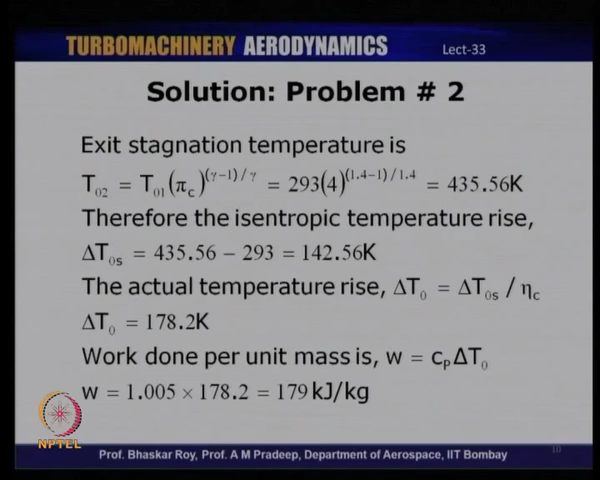 TURBOMACHINERY AERODYNAMICS Lect-33
Solution: Problem # 2
Exit stagnation temperature is
T₀₂ = T₀₁(π_c)^(γ−1)/γ = 293(4)^(1.4−1)/1.4 = 435.56K
Therefore the isentropic temperature rise,
ΔT₀s = 435.56 − 293 = 142.56K
The actual temperature rise, ΔT₀ = ΔT₀s / η_c
ΔT₀ = 178.2K
Work done per unit mass is, w = c_pΔT₀
w = 1.005 × 178.2 = 179 kJ/kg
NPTEL
Prof. Bhaskar Roy, Prof. A M Pradeep, Department of Aerospace, IIT Bombay
10